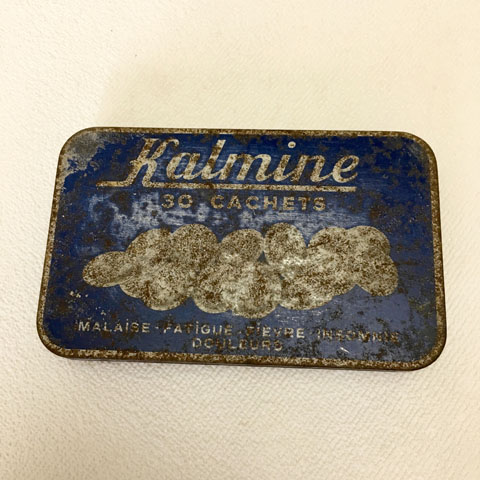 Kalmine
30 CACHETS
MALAISE - FATIGUE - FIEVRE - INSOMNIE
DOULEURS